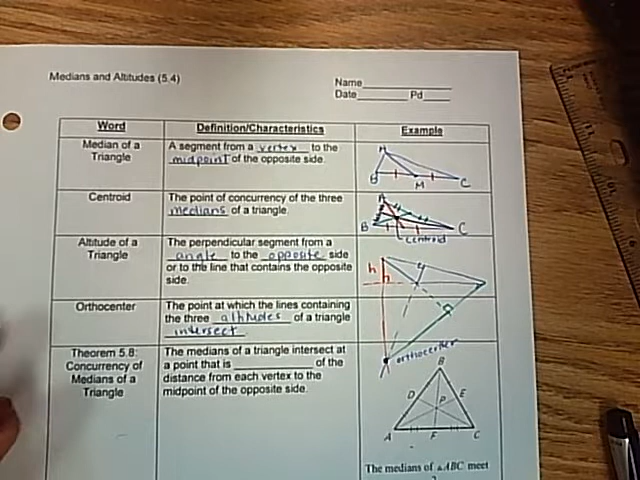 Medians and Altitudes (5.4)
Name
Date Pd
Word Definition/Characteristics Example
Median of a
Triangle
A segment from a vertex to the
midpoint of the opposite side.
B M C
Centroid
The point of concurrency of the three
medians of a triangle.
A
B C
centroid
Altitude of a
Triangle
The perpendicular segment from a
angle to the opposite side
or to the line that contains the opposite
side.
h
Orthocenter
The point at which the lines containing
the three altitudes of a triangle
intersect
orthocenter
Theorem 5.8:
Concurrency of
Medians of a
Triangle
The medians of a triangle intersect at
a point that is of the
distance from each vertex to the
midpoint of the opposite side.
B
D P E
A F C
The medians of △ABC meet